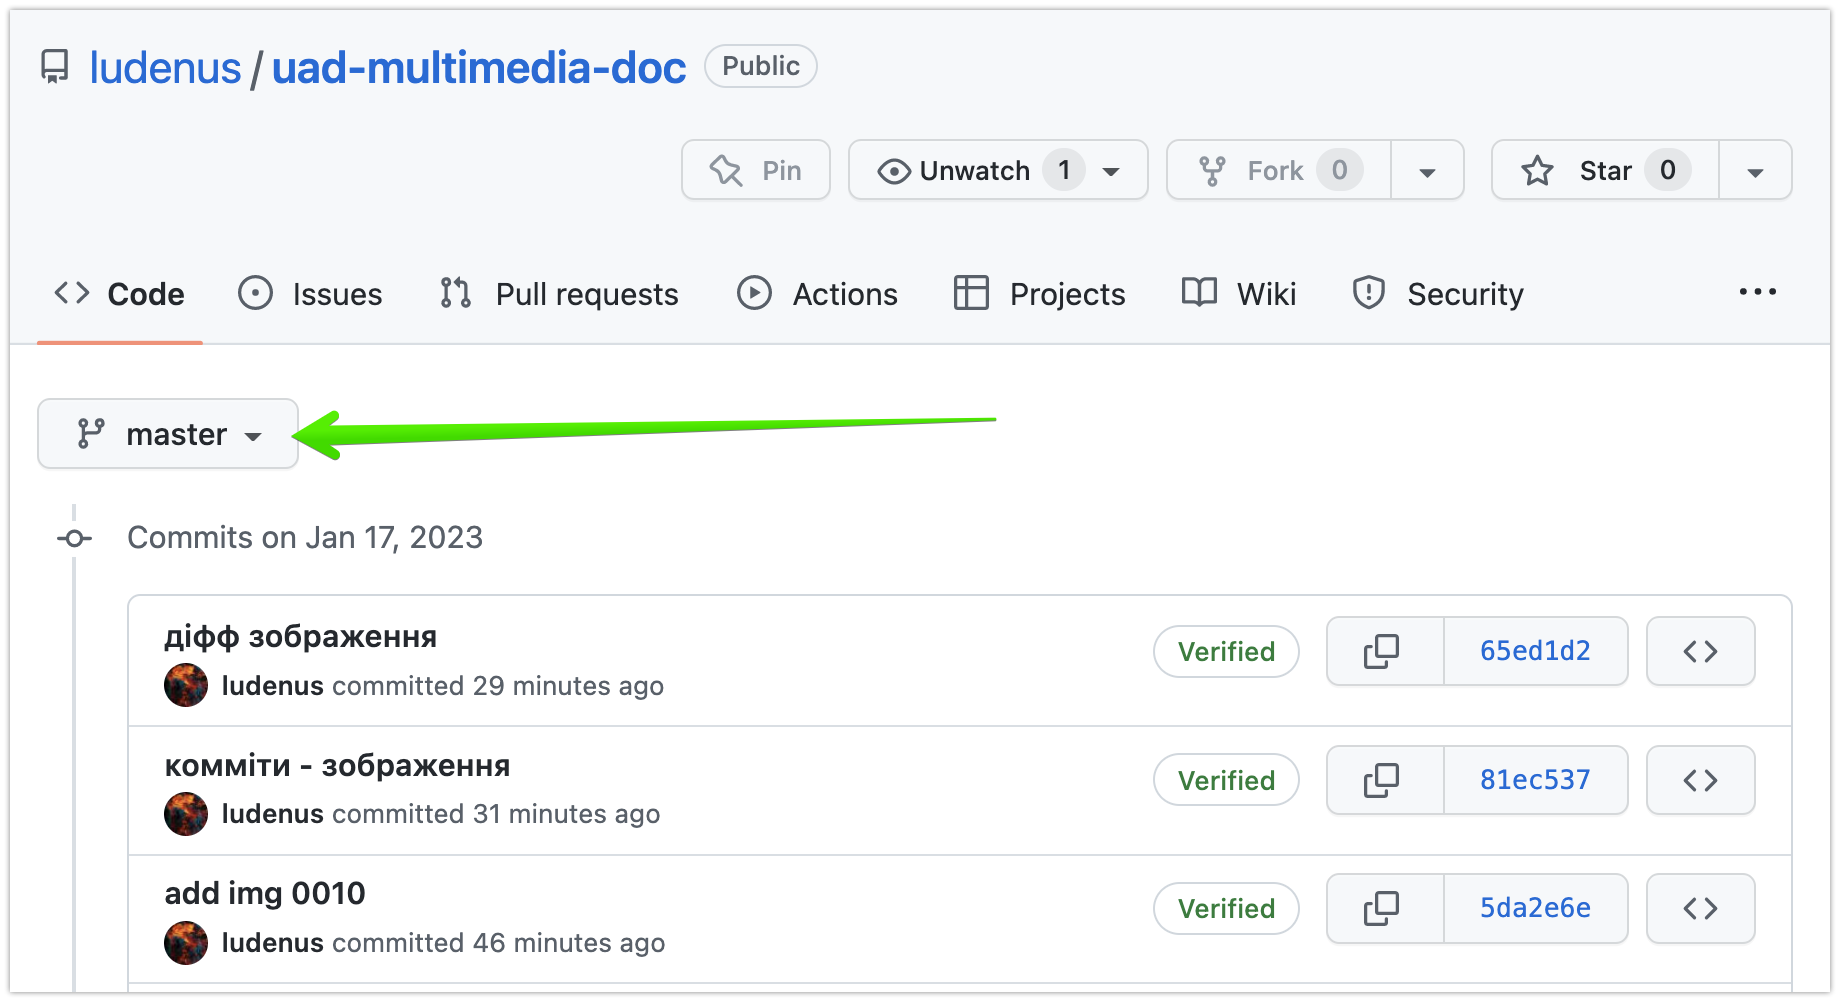 ludenus / uad-multimedia-doc Public
Pin Unwatch 1 Fork 0 Star 0
Code Issues Pull requests Actions Projects Wiki Security ...
master
Commits on Jan 17, 2023
діфф зображення
ludenus committed 29 minutes ago
Verified 65ed1d2
комміти - зображення
ludenus committed 31 minutes ago
Verified 81ec537
add img 0010
ludenus committed 46 minutes ago
Verified 5da2e6e